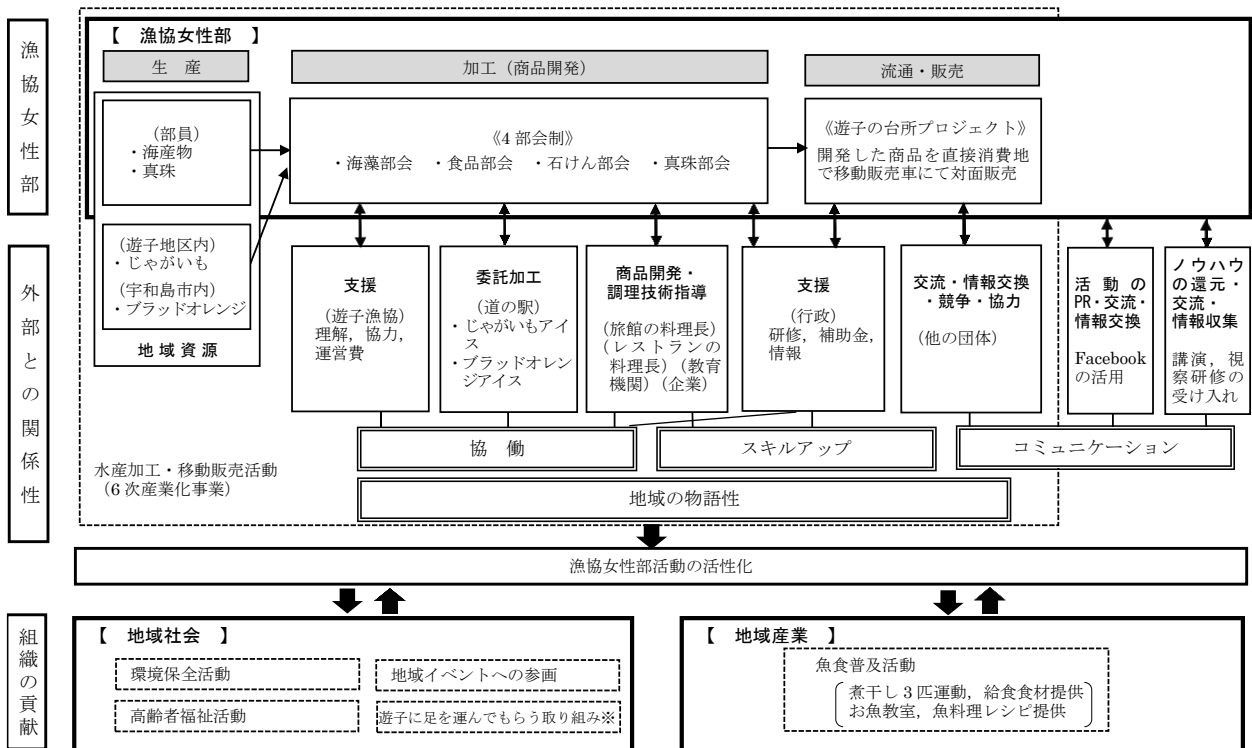 漁協女性部
【 漁協女性部 】
生 産
加工（商品開発）
流通・販売
（部員）
・海産物
・真珠
《4 部会制》
・海藻部会 ・食品部会 ・石けん部会 ・真珠部会
《遊子の台所プロジェクト》
開発した商品を直接消費地
で移動販売車にて対面販売
（遊子地区内）
・じゃがいも
（宇和島市内）
・ブラッドオレンジ
地域資源
外部との関係性
支援
（遊子漁協）
理解，協力，
運営費
委託加工
（道の駅）
・じゃがいもアイ
ス
・ブラッドオレン
ジアイス
商品開発・
調理技術指導
（旅館の料理長）
（レストランの
料理長）（教育
機関）（企業）
支援
（行政）
研修，補助金，
情報
交流・情報交換
・競争・協力
（他の団体）
活動の
PR・交流・
情報交換
Facebook
の活用
ノウハウ
の還元・
交流・
情報収集
講演，視
察研修の
受け入れ
協 働
スキルアップ
コミュニケーション
水産加工・移動販売活動
（6 次産業化事業）
地域の物語性
漁協女性部活動の活性化
組織の貢献
【 地域社会 】
環境保全活動
地域イベントへの参画
高齢者福祉活動
遊子に足を運んでもらう取り組み※
【 地域産業 】
魚食普及活動
煮干し 3 匹運動，給食食材提供
お魚教室，魚料理レシピ提供